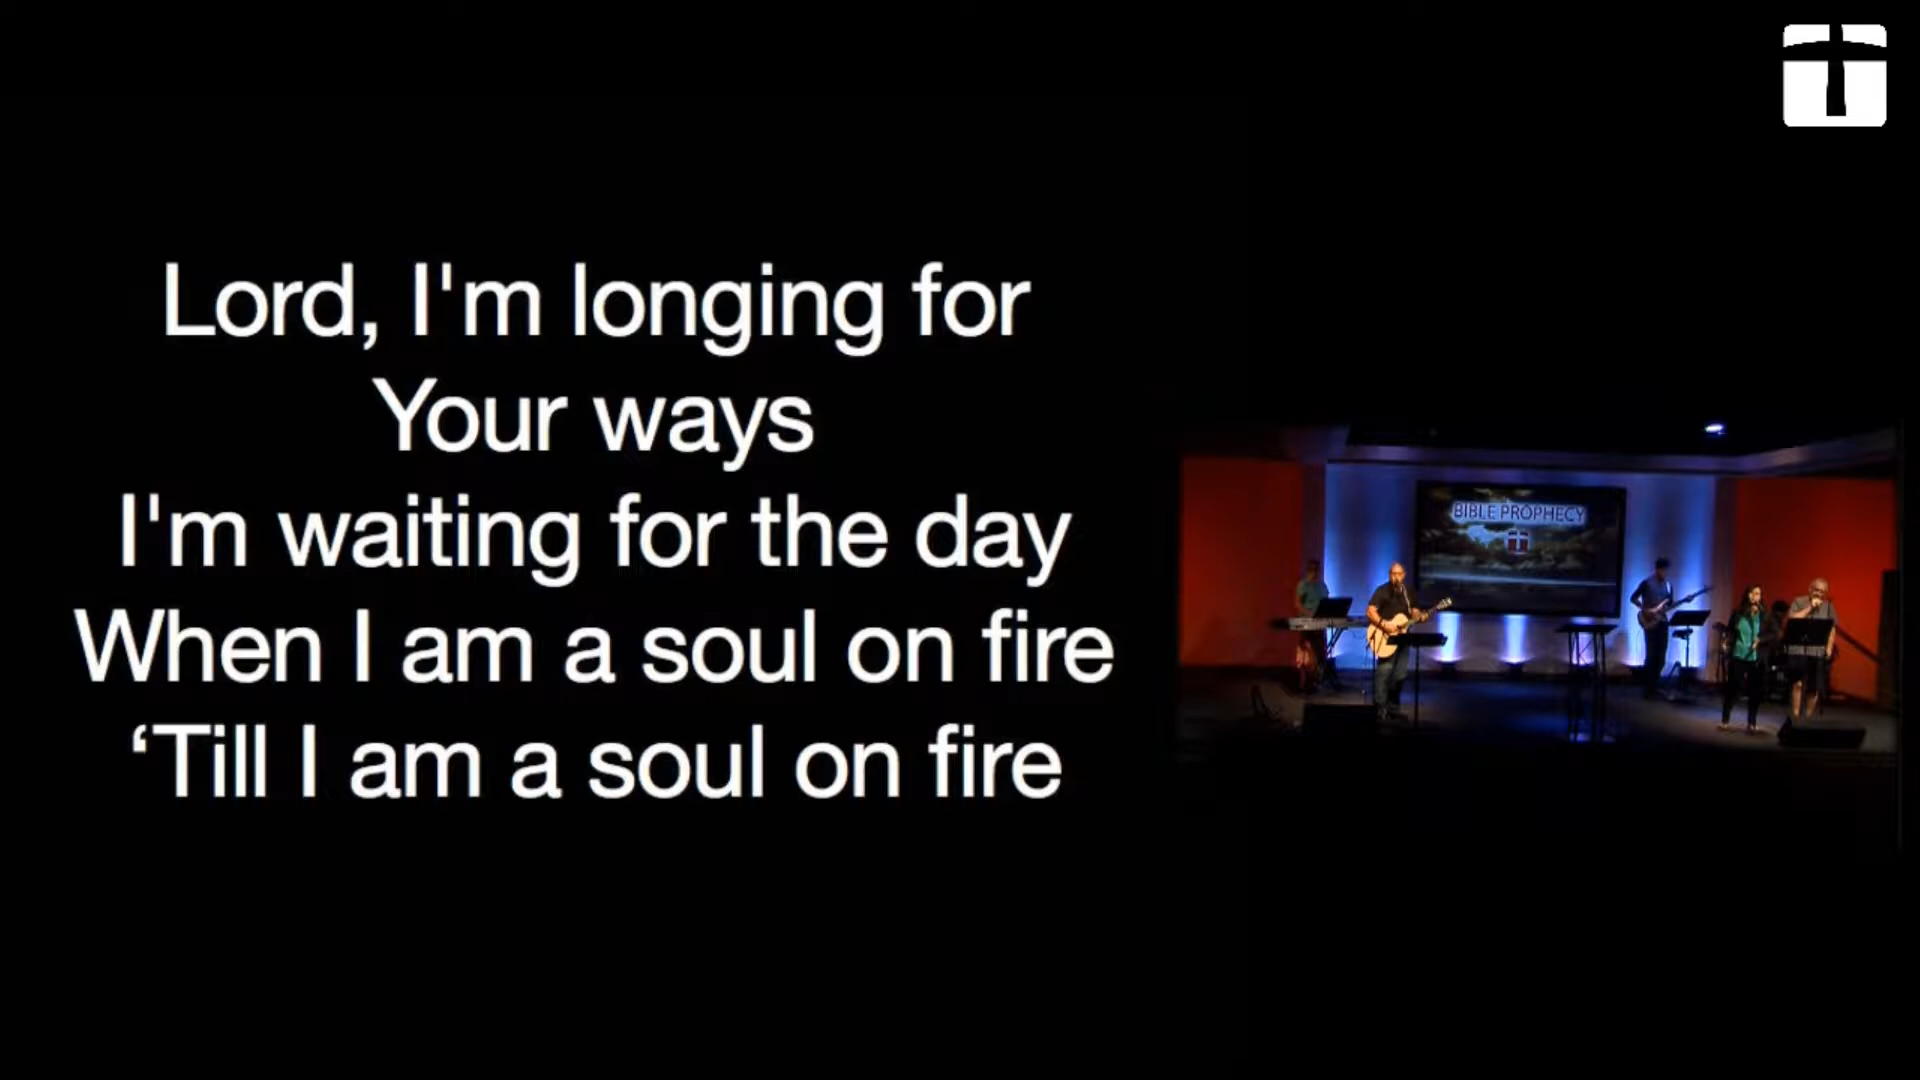 Lord, I'm longing for
Your ways
I'm waiting for the day
When I am a soul on fire
‘Till I am a soul on fire
BIBLE PROPHECY